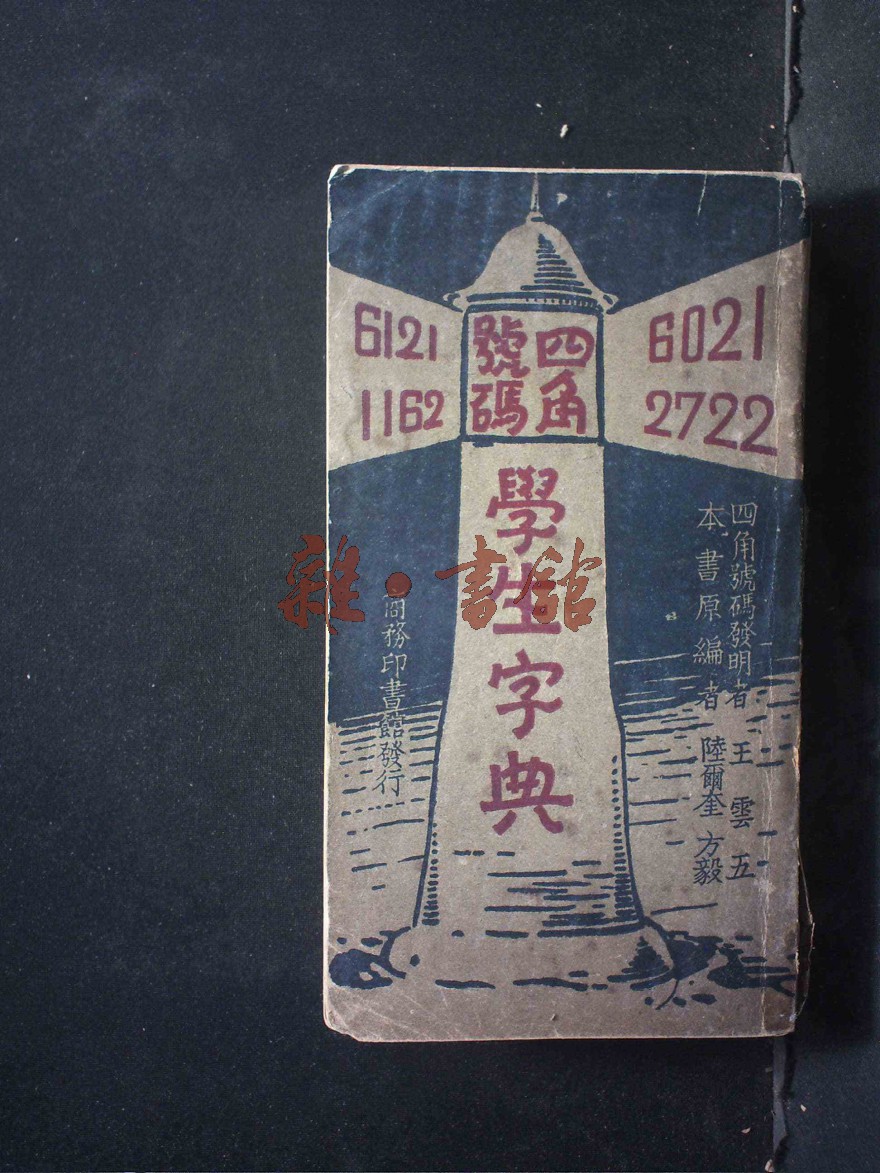 四角
號碼
學生字典
6021
2722
6121
1162
四角號碼發明者 王雲五
本書原編者 陸爾奎 方毅
商務印書館發行
雜·書館